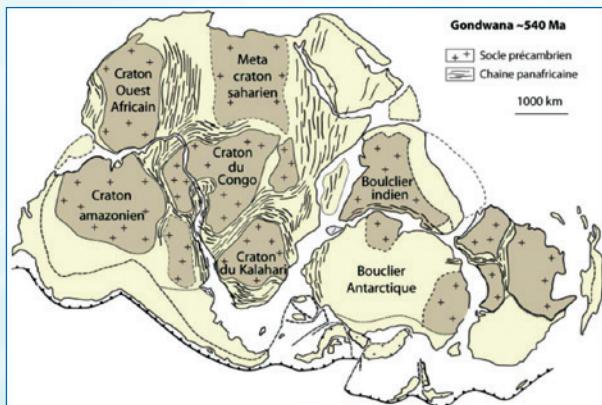 Gondwana ~540 Ma
Socle précambrien
Chaine panafricaine
1000 km
Craton
Ouest
Africain
Meta
craton
saharien
Craton
du
Congo
Craton
amazonien
Craton
du Kalahari
Boulclier
indien
Bouclier
Antarctique